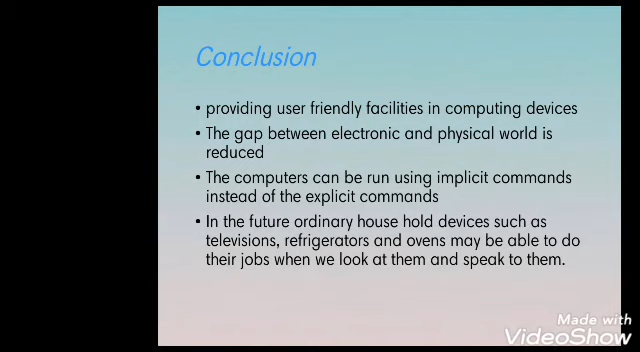 Conclusion
• providing user friendly facilities in computing devices
• The gap between electronic and physical world is
reduced
• The computers can be run using implicit commands
instead of the explicit commands
• In the future ordinary house hold devices such as
televisions, refrigerators and ovens may be able to do
their jobs when we look at them and speak to them.
Made with
VideoShow